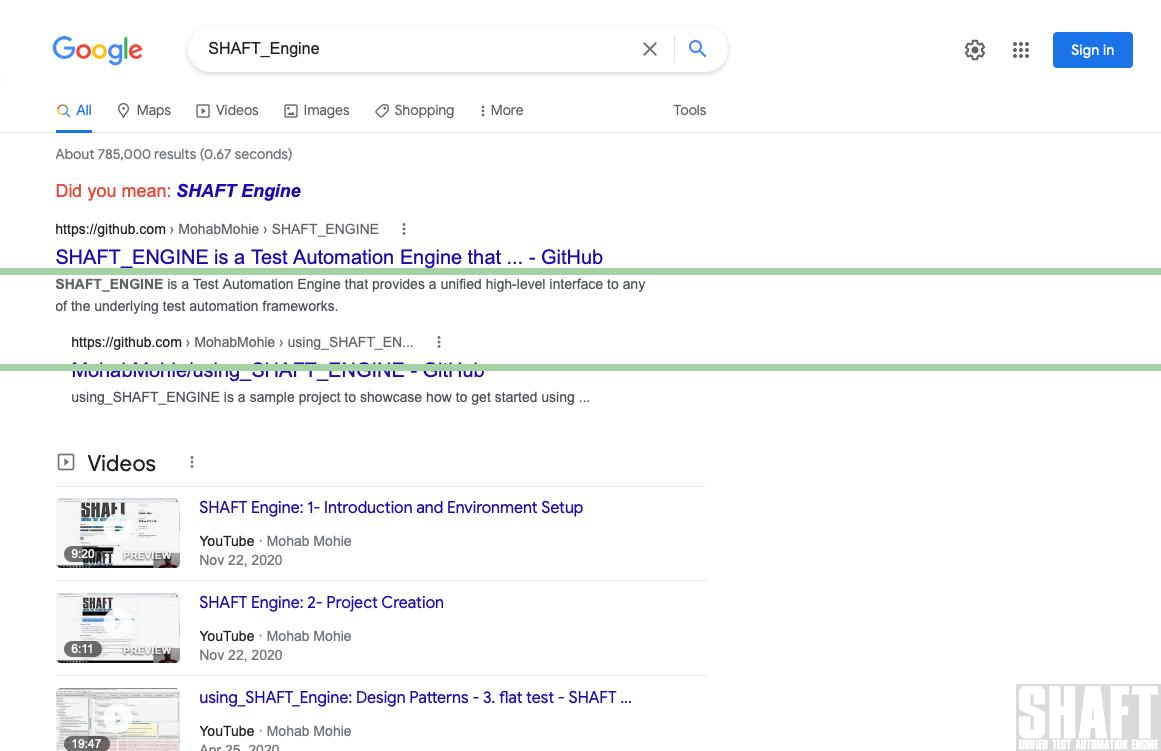 Google
SHAFT_Engine
Sign in
All
Maps
Videos
Images
Shopping
More
Tools
About 785,000 results (0.67 seconds)
Did you mean: SHAFT Engine
https://github.com › MohabMohie › SHAFT_ENGINE
SHAFT_ENGINE is a Test Automation Engine that ... - GitHub
SHAFT_ENGINE is a Test Automation Engine that provides a unified high-level interface to any
of the underlying test automation frameworks.
https://github.com › MohabMohie › using_SHAFT_EN...
MohabMohie/using_SHAFT_ENGINE - GitHub
using_SHAFT_ENGINE is a sample project to showcase how to get started using ...
Videos
SHAFT
9:20
PREVIEW
SHAFT Engine: 1- Introduction and Environment Setup
YouTube · Mohab Mohie
Nov 22, 2020
SHAFT
6:11
PREVIEW
SHAFT Engine: 2- Project Creation
YouTube · Mohab Mohie
Nov 22, 2020
19:47
using_SHAFT_Engine: Design Patterns - 3. flat test - SHAFT ...
YouTube · Mohab Mohie
Apr 25, 2020
SHAFT
UNIFIED TEST AUTOMATION ENGINE